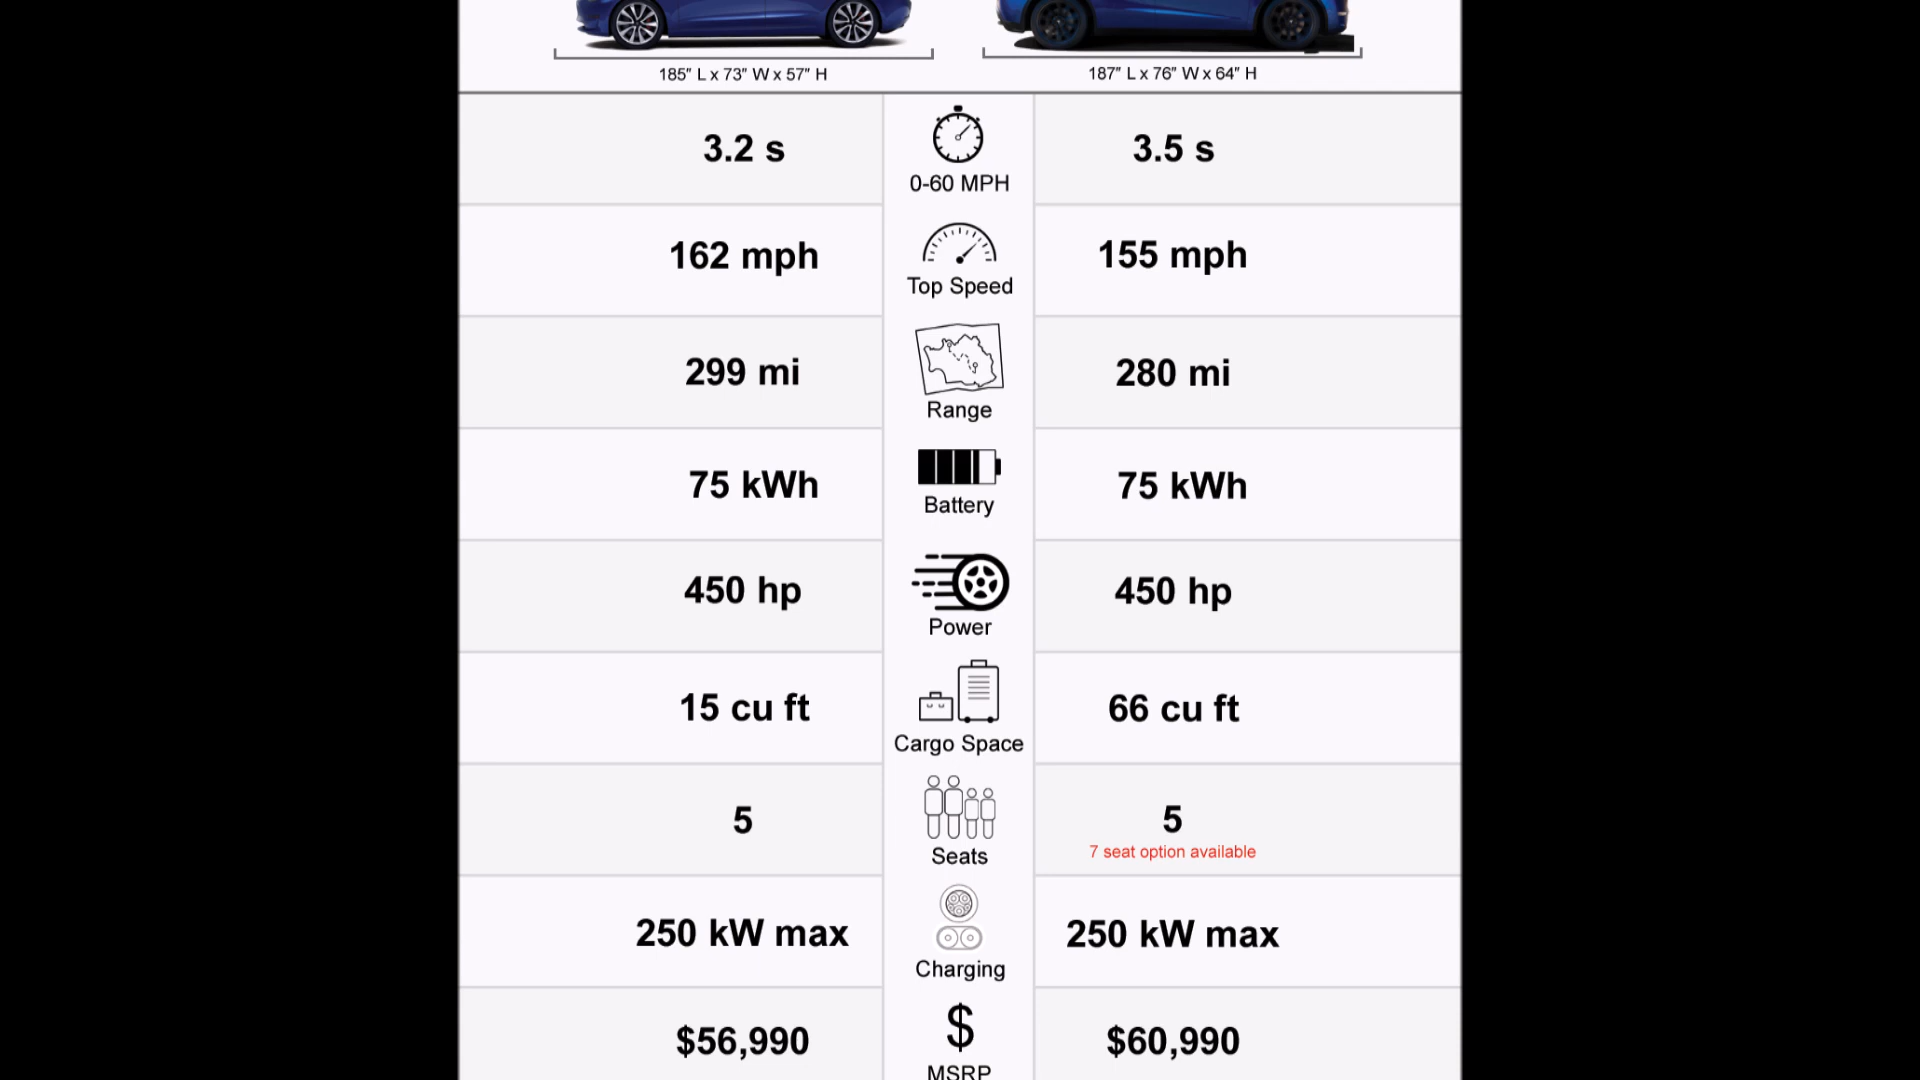 185" L x 73" W x 57" H
187" L x 76" W x 64" H
3.2 s
0-60 MPH
3.5 s
162 mph
Top Speed
155 mph
299 mi
Range
280 mi
75 kWh
Battery
75 kWh
450 hp
Power
450 hp
15 cu ft
Cargo Space
66 cu ft
5
Seats
5
7 seat option available
250 kW max
Charging
250 kW max
$56,990
$
MSRP
$60,990